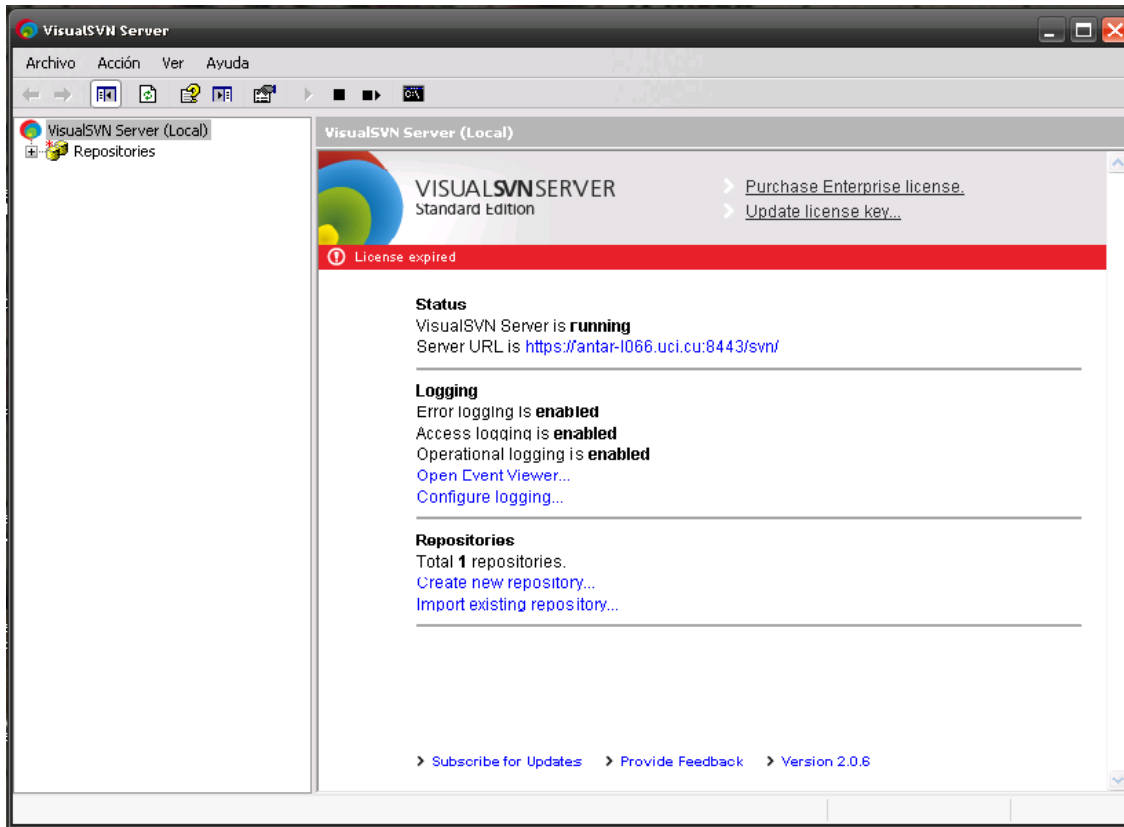 VisualSVN Server
Archivo Acción Ver Ayuda
C:\
VisualSVN Server (Local)
Repositories
VisualSVN Server (Local)
VISUALSVNSERVER
Standard Edition
Purchase Enterprise license.
Update license key...
License expired
Status
VisualSVN Server is running
Server URL is https://antar-l066.uci.cu:8443/svn/
Logging
Error logging is enabled
Access logging is enabled
Operational logging is enabled
Open Event Viewer...
Configure logging...
Repositories
Total 1 repositories.
Create new repository...
Import existing repository...
Subscribe for Updates Provide Feedback Version 2.0.6